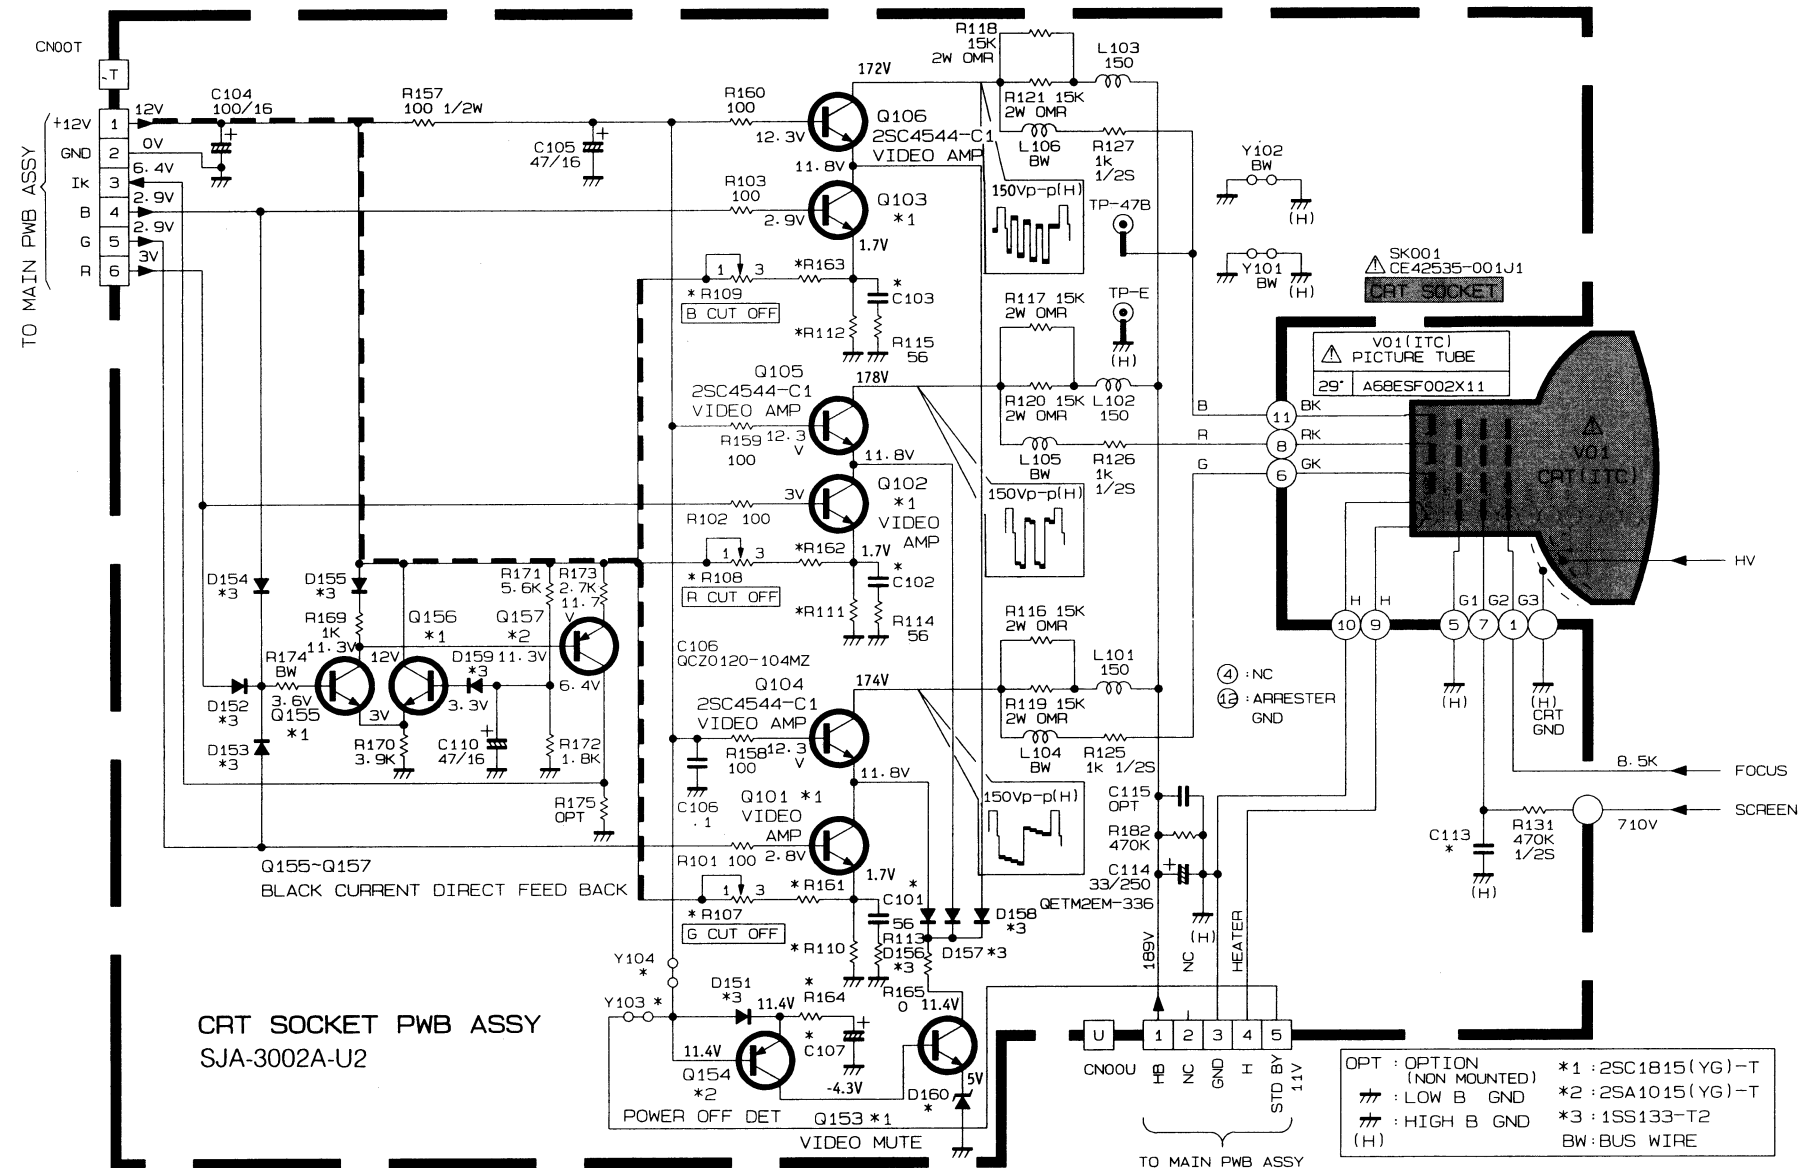 CN00T
T
TO MAIN PWB ASSY
+12V 1 12V
GND 2 0V
IK 3 6.4V
B 4 2.9V
G 5 2.9V
R 6 3V
C104
100/16
R157
100 1/2W
C105
47/16
R160
100
12.3V
172V
Q106
2SC4544-C1
VIDEO AMP
11.8V
R103
100
2.9V
Q103
*1
1.7V
*R163
1 3
*R109
B CUT OFF
*
C103
*R112
R115
56
R118
15K
2W OMR
L103
150
R121 15K
2W OMR
L106
BW
R127
1k
1/2S
150Vp-p(H)
TP-47B
TP-E
(H)
Y102
BW
(H)
Y101
BW
(H)
SK001
CE42535-001J1
CRT SOCKET
V01(ITC)
PICTURE TUBE
29" A68ESF002X11
V01
CRT(ITC)
Q105
2SC4544-C1
VIDEO AMP
178V
R159
100
12.3
V
11.8V
Q102
*1
VIDEO
AMP
3V
R102 100
*R162
1.7V
1 3
*R108
R CUT OFF
*
C102
*R111
R114
56
R117 15K
2W OMR
R120 15K
2W OMR
L102
150
L105
BW
R126
1k
1/2S
150Vp-p(H)
B 11 BK
R 8 RK
G 6 GK
HV
H H G1 G2 G3
10 9 5 7 1
(H)
(H)
CRT
GND
4 :NC
12 :ARRESTER
GND
8.5K
FOCUS
SCREEN
710V
R131
470K
1/2S
C113
*
(H)
D154
*3
D155
*3
R169
1K
11.3V
Q156
*1
12V
R171
5.6K
R173
2.7K
11.7
V
Q157
*2
11.3V
D159
*3
6.4V
3.3V
R174
BW
3.6V
D152
*3
Q155
*1
3V
D153
*3
R170
3.9K
C110
47/16
R172
1.8K
R175
OPT
Q155~Q157
BLACK CURRENT DIRECT FEED BACK
C106
QCZ0120-104MZ
Q104
2SC4544-C1
VIDEO AMP
174V
R158
100
12.3
V
11.8V
C106
.1
Q101 *1
VIDEO
AMP
R101 100
2.8V
1.7V
*R161
1 3
*R107
G CUT OFF
*
C101
56
R113
*R110
R116 15K
2W OMR
L101
150
R119 15K
2W OMR
L104
BW
R125
1k 1/2S
150Vp-p(H)
C115
OPT
R182
470K
C114
33/250
QETM2EM-336
(H)
D158
*3
D156
*3
D157 *3
R165
0
11.4V
Y104
*
Y103 *
D151
*3
11.4V
*
R164
*
C107
11.4V
Q154
*2
-4.3V
POWER OFF DET
Q153 *1
VIDEO MUTE
D160
*
5V
189V
NC
HEATER
U 1 2 3 4 5
CN00U
HB
NC
GND
H
STD BY
11V
TO MAIN PWB ASSY
CRT SOCKET PWB ASSY
SJA-3002A-U2
OPT : OPTION
(NON MOUNTED)
: LOW B GND
: HIGH B GND
(H)
*1 :2SC1815(YG)-T
*2 :2SA1015(YG)-T
*3 :1SS133-T2
BW:BUS WIRE